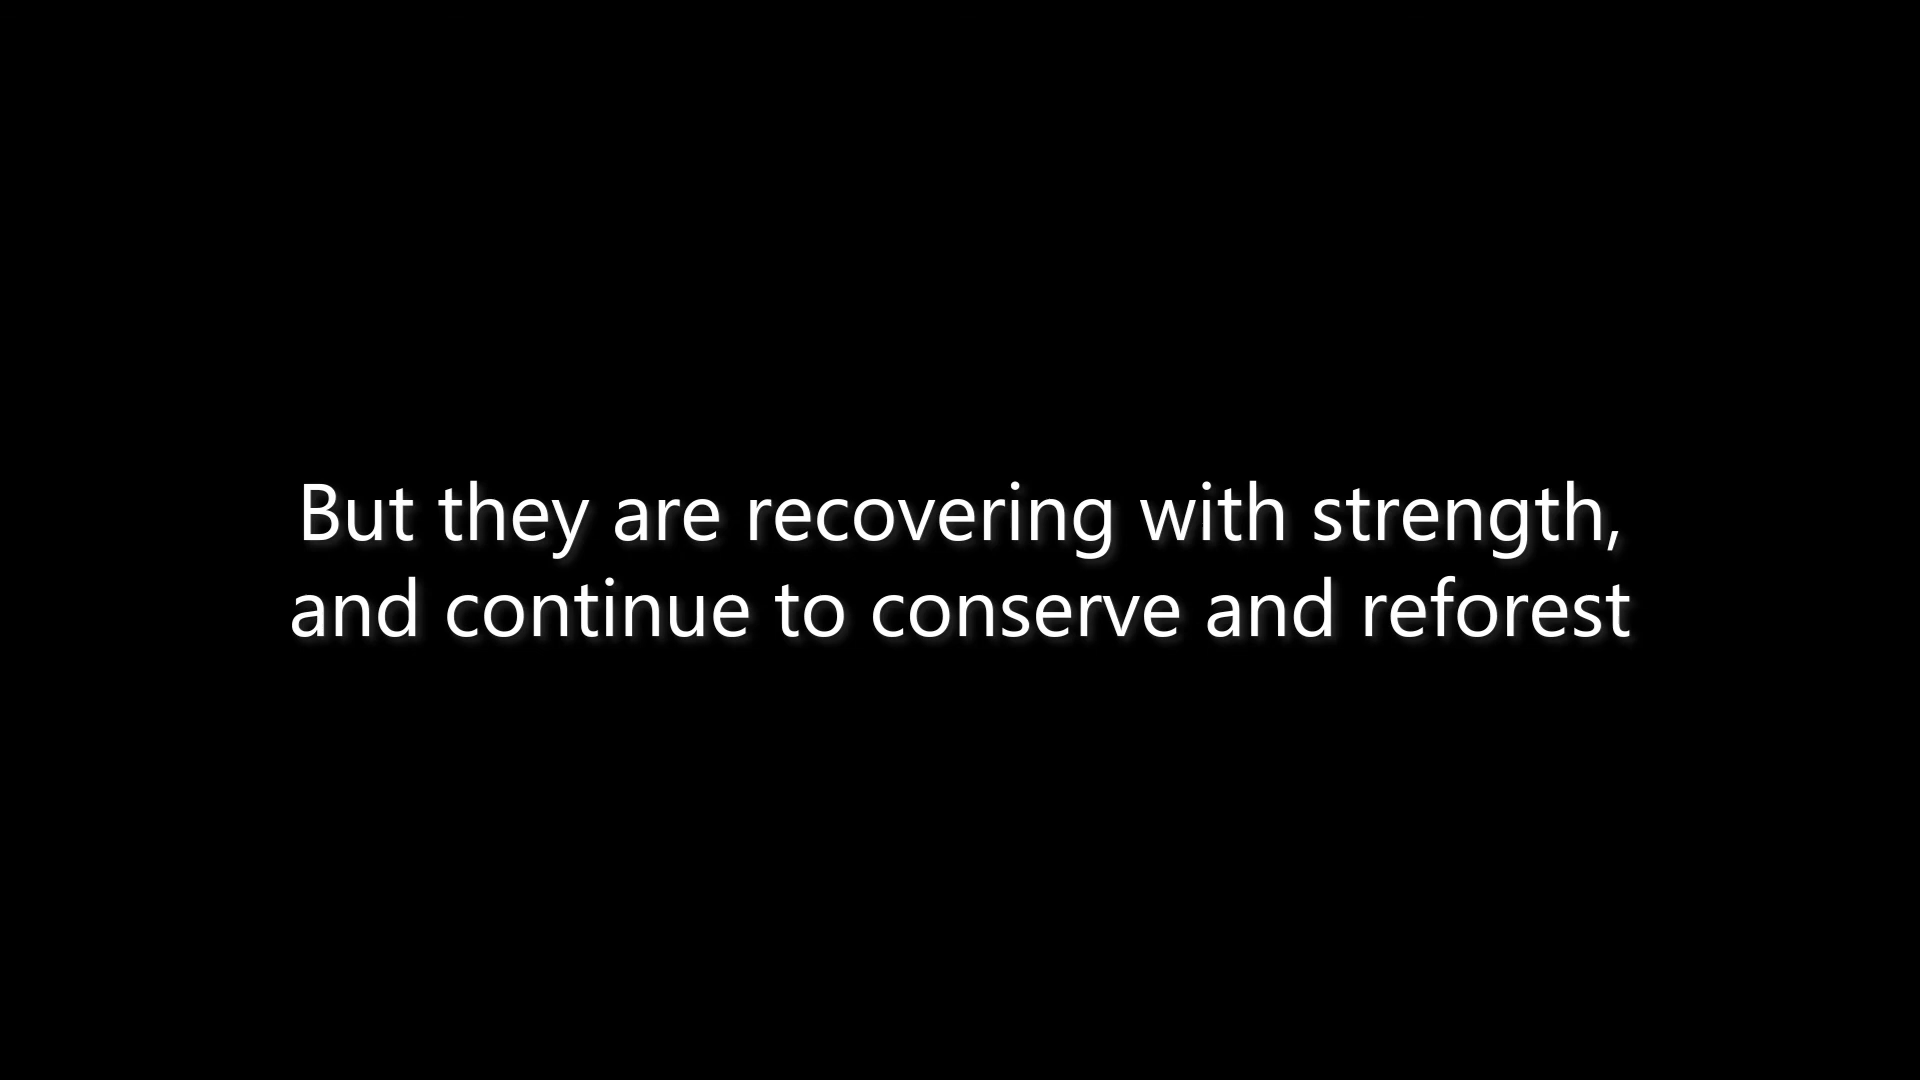 But they are recovering with strength,
and continue to conserve and reforest